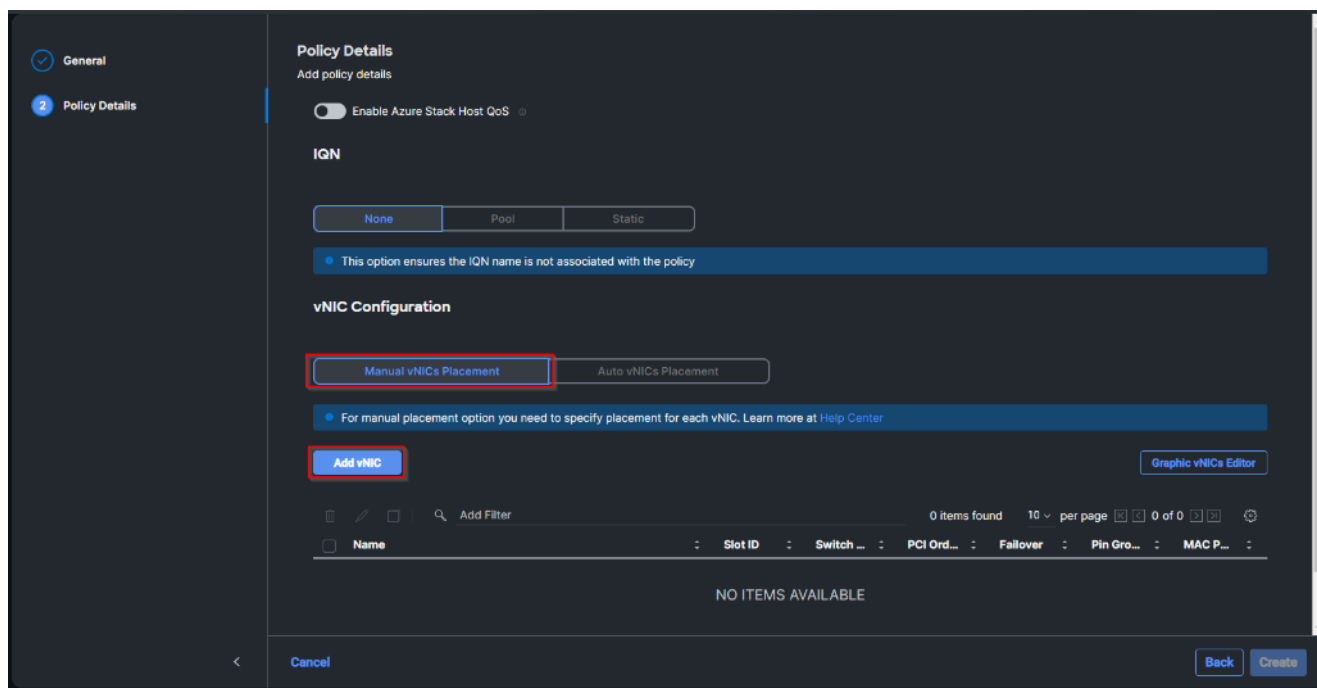 General
2 Policy Details
Policy Details
Add policy details
Enable Azure Stack Host QoS
IQN
None Pool Static
This option ensures the IQN name is not associated with the policy
vNIC Configuration
Manual vNICs Placement Auto vNICs Placement
For manual placement option you need to specify placement for each vNIC. Learn more at Help Center
Add vNIC Graphic vNICs Editor
Add Filter 0 items found 10 per page 0 of 0
Name Slot ID Switch ... PCI Ord... Failover Pin Gro... MAC P...
NO ITEMS AVAILABLE
Cancel Back Create